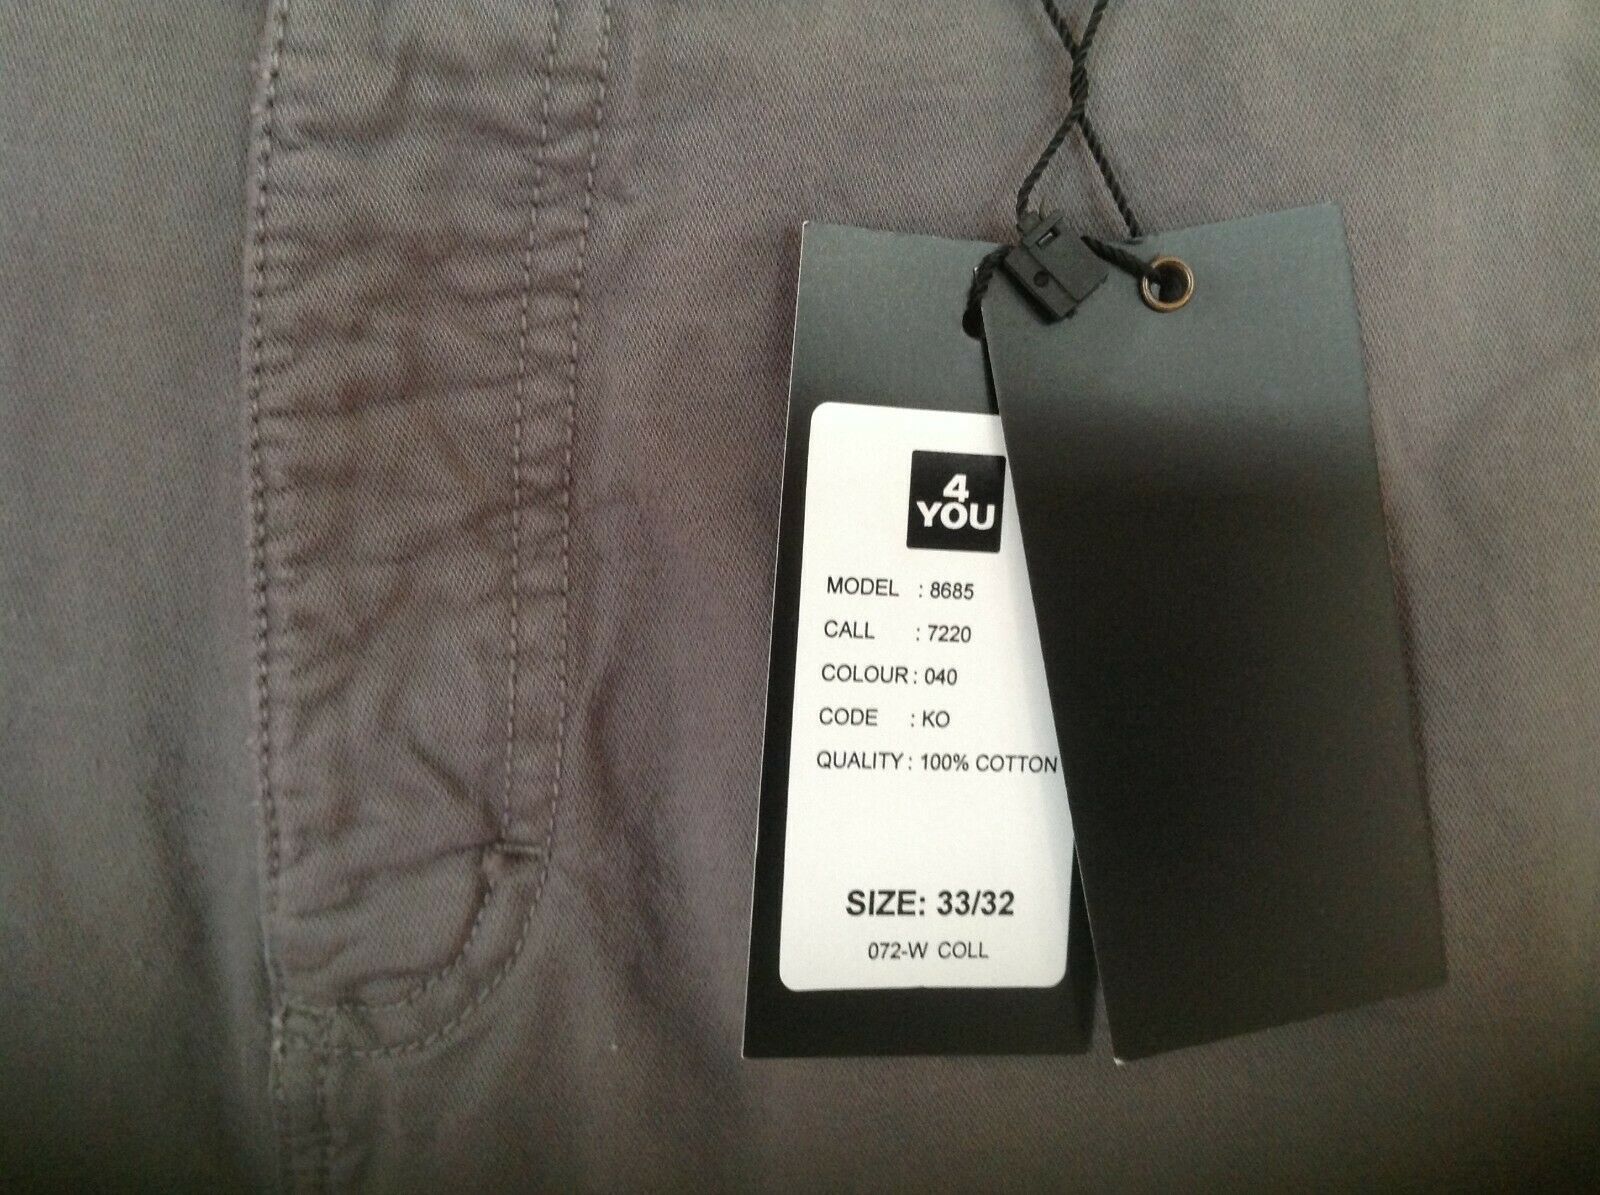 4
YOU
MODEL : 8685
CALL : 7220
COLOUR : 040
CODE : KO
QUALITY : 100% COTTON
SIZE: 33/32
072-W COLL